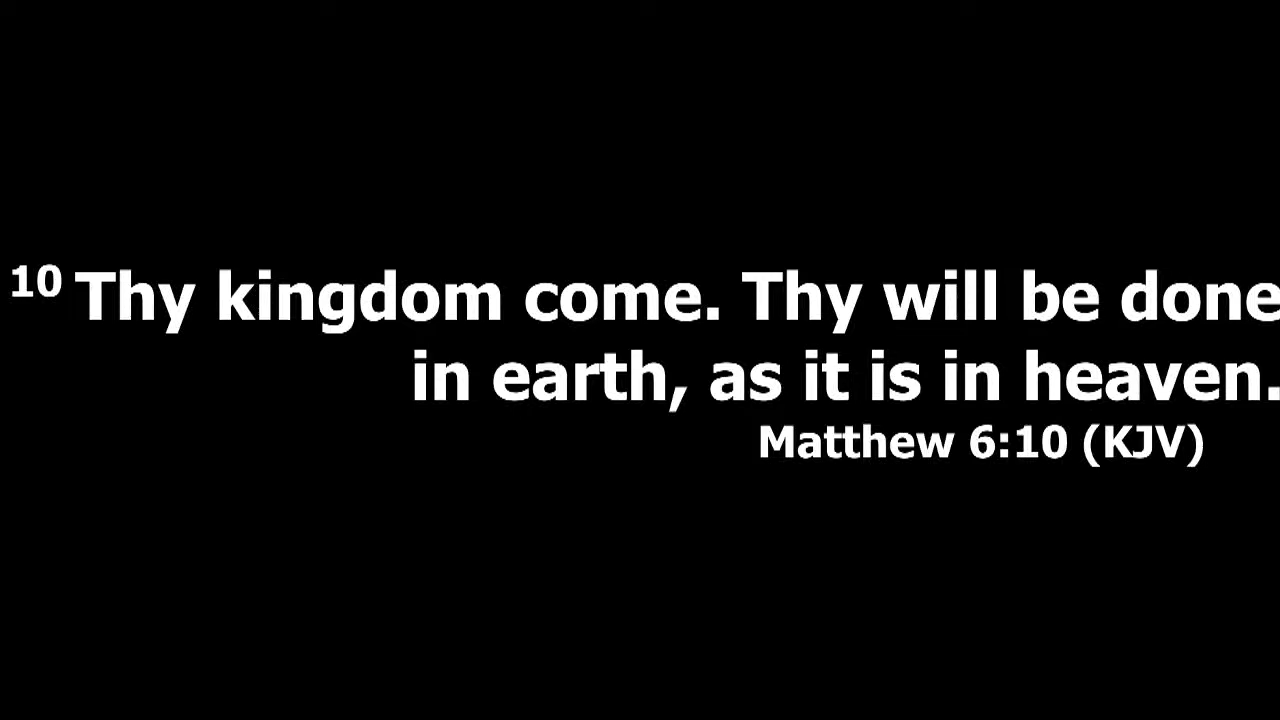 10 Thy kingdom come. Thy will be done
in earth, as it is in heaven.
Matthew 6:10 (KJV)